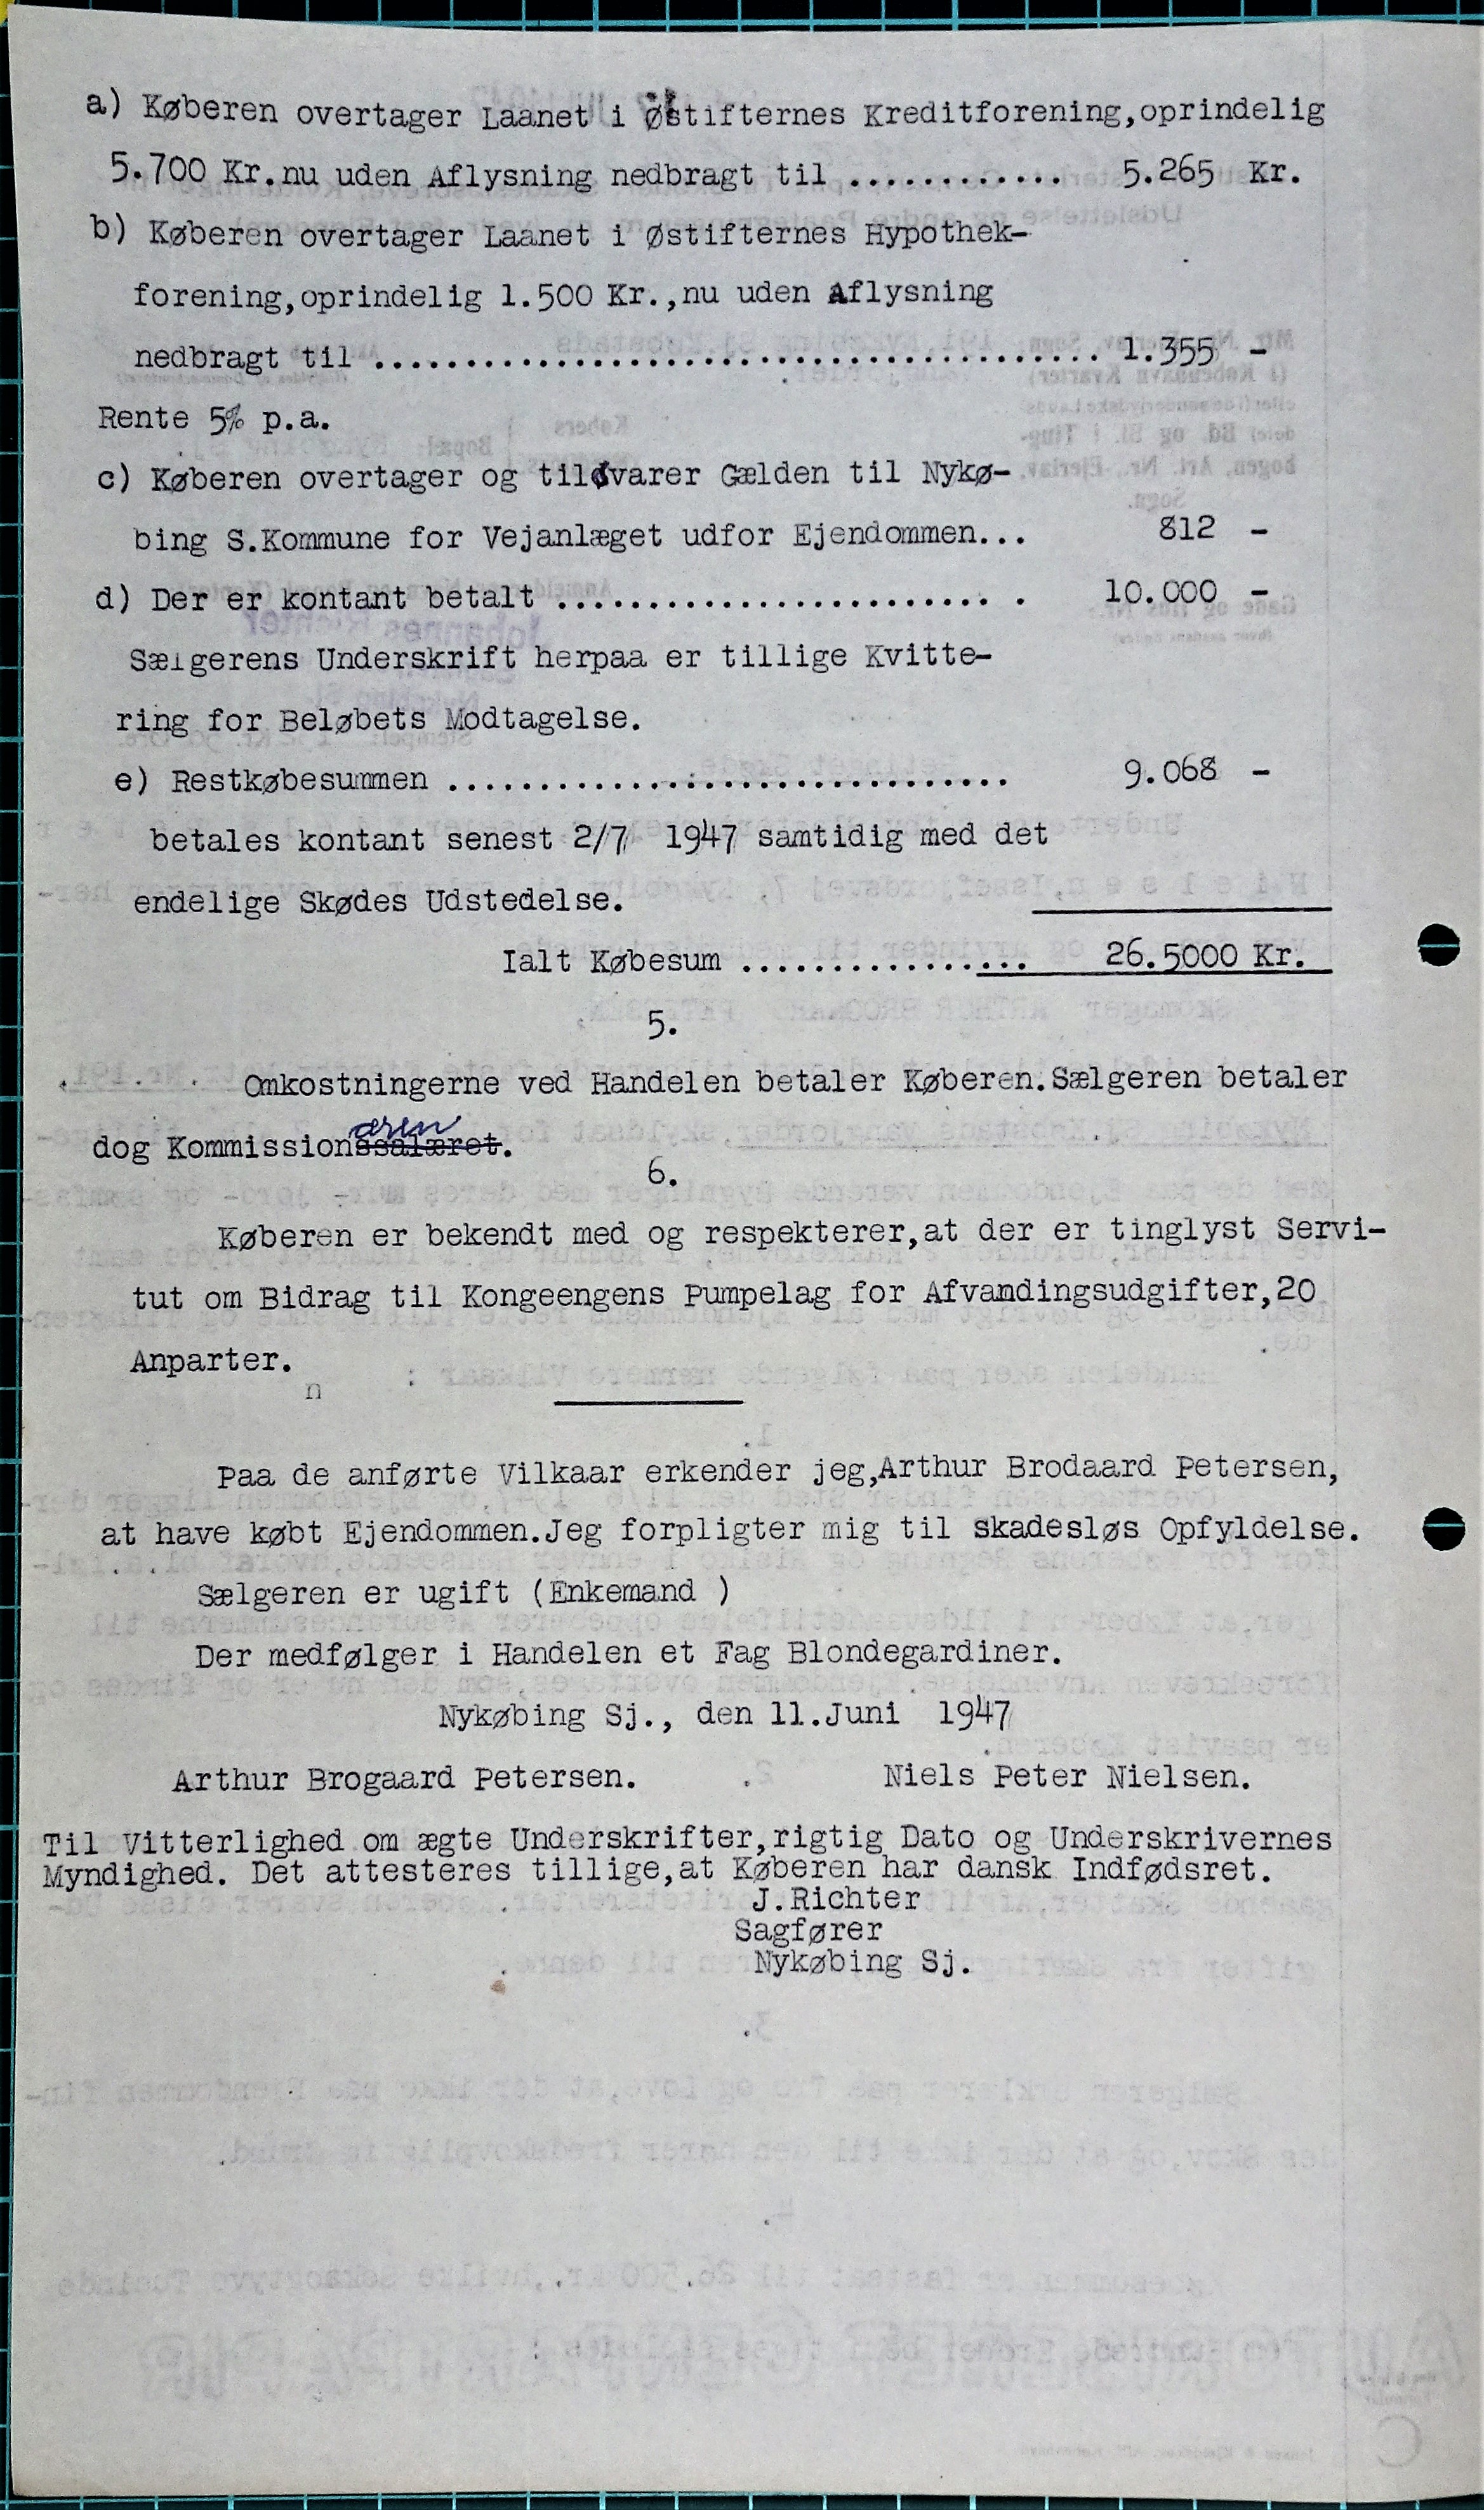 a) Køberen overtager Laanet i Østifternes Kreditforening,oprindelig
5.700 Kr.nu uden Aflysning nedbragt til ............ 5.265 Kr.
b) Køberen overtager Laanet i Østifternes Hypothek-
forening,oprindelig 1.500 Kr.,nu uden Aflysning
nedbragt til ........................................ 1.355 -
Rente 5% p.a.
c) Køberen overtager og tilsvarer Gælden til Nykø-
bing S.Kommune for Vejanlæget udfor Ejendommen... 812 -
d) Der er kontant betalt ........................ . 10.000 -
Sælgerens Underskrift herpaa er tillige Kvitte-
ring for Beløbets Modtagelse.
e) Restkøbesummen ............................... 9.068 -
betales kontant senest 2/7 1947 samtidig med det
endelige Skødes Udstedelse.
Ialt Købesum ................ 26.5000 Kr.
5.
Omkostningerne ved Handelen betaler Køberen.Sælgeren betaler
æren
dog Kommissionssalæret.
6.
Køberen er bekendt med og respekterer,at der er tinglyst Servi-
tut om Bidrag til Kongeengens Pumpelag for Afvandingsudgifter,20
Anparter.
n
Paa de anførte Vilkaar erkender jeg,Arthur Brodaard Petersen,
at have købt Ejendommen.Jeg forpligter mig til skadesløs Opfyldelse.
Sælgeren er ugift (Enkemand )
Der medfølger i Handelen et Fag Blondegardiner.
Nykøbing Sj., den 11.Juni 1947
Arthur Brogaard Petersen. Niels Peter Nielsen.
Til Vitterlighed om ægte Underskrifter,rigtig Dato og Underskrivernes
Myndighed. Det attesteres tillige,at Køberen har dansk Indfødsret.
J.Richter
Sagfører
Nykøbing Sj.